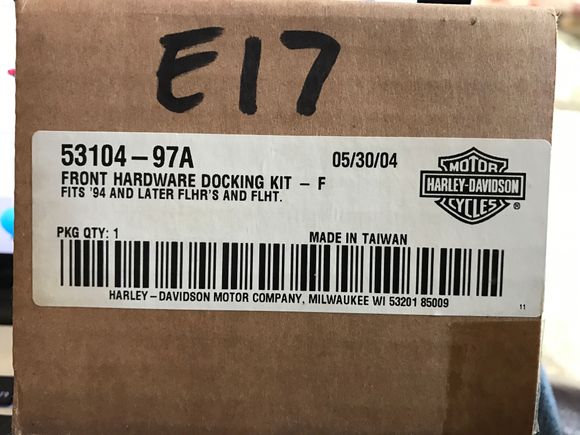 E17
53104-97A 05/30/04
FRONT HARDWARE DOCKING KIT - F
FITS '94 AND LATER FLHR'S AND FLHT.
MOTOR
HARLEY-DAVIDSON
CYCLES ®
PKG QTY: 1 MADE IN TAIWAN
HARLEY-DAVIDSON MOTOR COMPANY, MILWAUKEE WI 53201 85009
11